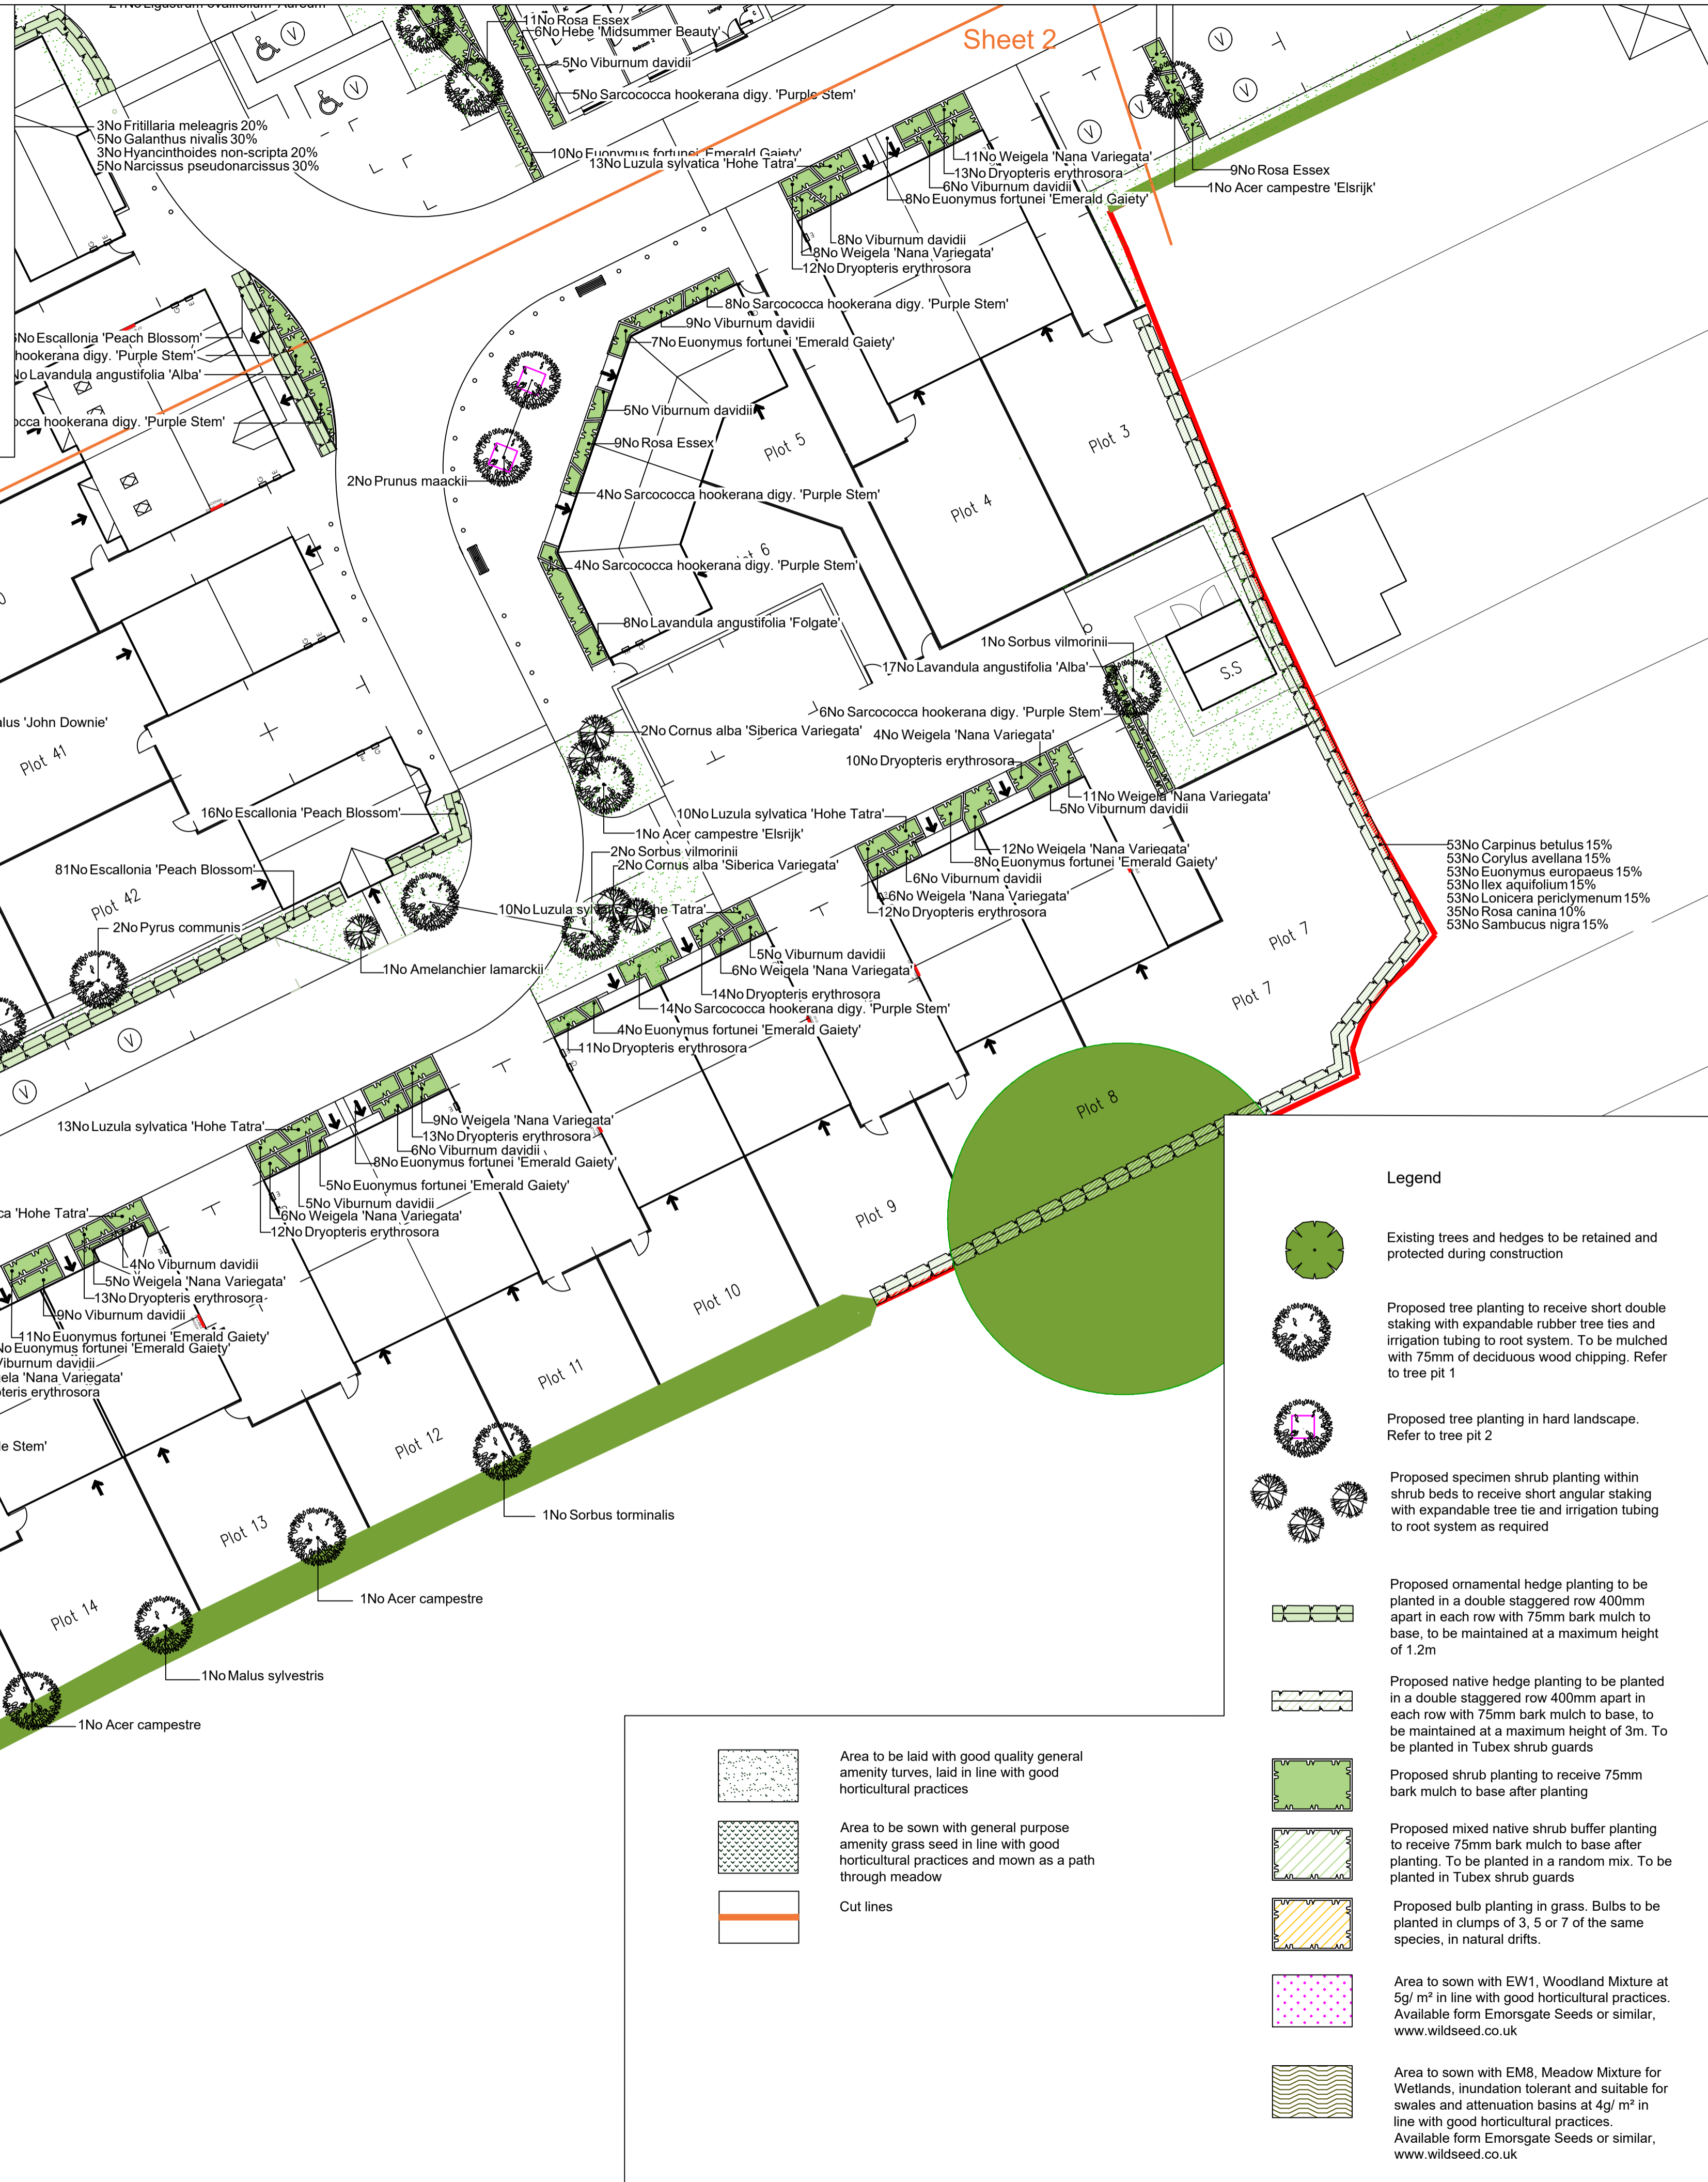 11No Rosa Essex
6No Hebe 'Midsummer Beauty'
Bedroom 2
Lounge
5No Viburnum davidii
5No Sarcococca hookerana digy. 'Purple Stem'
Sheet 2
V
V
V
V
V
V
3No Fritillaria meleagris 20%
5No Galanthus nivalis 30%
3No Hyancinthoides non-scripta 20%
5No Narcissus pseudonarcissus 30%
10No Euonymus fortunei 'Emerald Gaiety'
13No Luzula sylvatica 'Hohe Tatra'
11No Weigela 'Nana Variegata'
13No Dryopteris erythrosora
6No Viburnum davidii
8No Euonymus fortunei 'Emerald Gaiety'
9No Rosa Essex
1No Acer campestre 'Elsrijk'
8No Viburnum davidii
8No Weigela 'Nana Variegata'
12No Dryopteris erythrosora
8No Sarcococca hookerana digy. 'Purple Stem'
9No Viburnum davidii
7No Euonymus fortunei 'Emerald Gaiety'
No Escallonia 'Peach Blossom'
hookerana digy. 'Purple Stem'
No Lavandula angustifolia 'Alba'
occa hookerana digy. 'Purple Stem'
5No Viburnum davidii
9No Rosa Essex
2No Prunus maackii
4No Sarcococca hookerana digy. 'Purple Stem'
Plot 5
Plot 3
Plot 4
6
4No Sarcococca hookerana digy. 'Purple Stem'
8No Lavandula angustifolia 'Folgate'
1No Sorbus vilmorinii
17No Lavandula angustifolia 'Alba'
S.S
6No Sarcococca hookerana digy. 'Purple Stem'
alus 'John Downie'
Plot 41
2No Cornus alba 'Siberica Variegata'
4No Weigela 'Nana Variegata'
10No Dryopteris erythrosora
11No Weigela 'Nana Variegata'
5No Viburnum davidii
16No Escallonia 'Peach Blossom'
10No Luzula sylvatica 'Hohe Tatra'
1No Acer campestre 'Elsrijk'
2No Sorbus vilmorinii
2No Cornus alba 'Siberica Variegata'
12No Weigela 'Nana Variegata'
8No Euonymus fortunei 'Emerald Gaiety'
6No Viburnum davidii
6No Weigela 'Nana Variegata'
12No Dryopteris erythrosora
81No Escallonia 'Peach Blossom'
Plot 42
2No Pyrus communis
10No Luzula sylvatica 'Hohe Tatra'
1No Amelanchier lamarckii
5No Viburnum davidii
6No Weigela 'Nana Variegata'
14No Dryopteris erythrosora
14No Sarcococca hookerana digy. 'Purple Stem'
4No Euonymus fortunei 'Emerald Gaiety'
11No Dryopteris erythrosora
53No Carpinus betulus 15%
53No Corylus avellana 15%
53No Euonymus europaeus 15%
53No Ilex aquifolium 15%
53No Lonicera periclymenum 15%
35No Rosa canina 10%
53No Sambucus nigra 15%
Plot 7
Plot 7
V
V
Plot 8
13No Luzula sylvatica 'Hohe Tatra'
9No Weigela 'Nana Variegata'
13No Dryopteris erythrosora
6No Viburnum davidii
8No Euonymus fortunei 'Emerald Gaiety'
5No Euonymus fortunei 'Emerald Gaiety'
5No Viburnum davidii
6No Weigela 'Nana Variegata'
12No Dryopteris erythrosora
Plot 9
ca 'Hohe Tatra'
4No Viburnum davidii
5No Weigela 'Nana Variegata'
13No Dryopteris erythrosora
9No Viburnum davidii
11No Euonymus fortunei 'Emerald Gaiety'
No Euonymus fortunei 'Emerald Gaiety'
Viburnum davidii
ela 'Nana Variegata'
teris erythrosora
Plot 10
Plot 11
le Stem'
Plot 12
1No Sorbus torminalis
Plot 13
1No Acer campestre
Plot 14
1No Malus sylvestris
1No Acer campestre
Legend
Existing trees and hedges to be retained and
protected during construction
Proposed tree planting to receive short double
staking with expandable rubber tree ties and
irrigation tubing to root system. To be mulched
with 75mm of deciduous wood chipping. Refer
to tree pit 1
Proposed tree planting in hard landscape.
Refer to tree pit 2
Proposed specimen shrub planting within
shrub beds to receive short angular staking
with expandable tree tie and irrigation tubing
to root system as required
Proposed ornamental hedge planting to be
planted in a double staggered row 400mm
apart in each row with 75mm bark mulch to
base, to be maintained at a maximum height
of 1.2m
Proposed native hedge planting to be planted
in a double staggered row 400mm apart in
each row with 75mm bark mulch to base, to
be maintained at a maximum height of 3m. To
be planted in Tubex shrub guards
Proposed shrub planting to receive 75mm
bark mulch to base after planting
Proposed mixed native shrub buffer planting
to receive 75mm bark mulch to base after
planting. To be planted in a random mix. To be
planted in Tubex shrub guards
Proposed bulb planting in grass. Bulbs to be
planted in clumps of 3, 5 or 7 of the same
species, in natural drifts.
Area to sown with EW1, Woodland Mixture at
5g/ m² in line with good horticultural practices.
Available form Emorsgate Seeds or similar,
www.wildseed.co.uk
Area to sown with EM8, Meadow Mixture for
Wetlands, inundation tolerant and suitable for
swales and attenuation basins at 4g/ m² in
line with good horticultural practices.
Available form Emorsgate Seeds or similar,
www.wildseed.co.uk
Area to be laid with good quality general
amenity turves, laid in line with good
horticultural practices
Area to be sown with general purpose
amenity grass seed in line with good
horticultural practices and mown as a path
through meadow
Cut lines